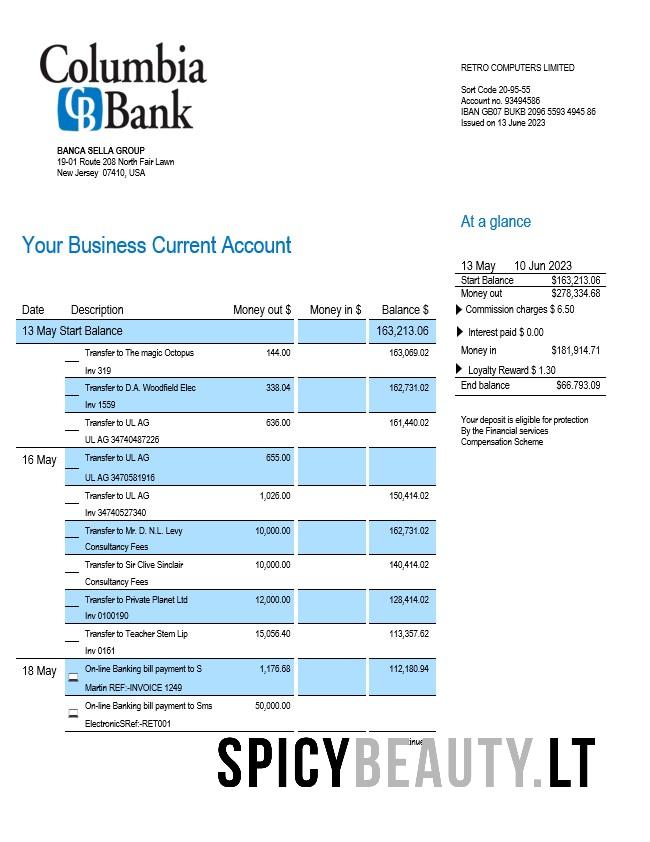 Columbia
CB Bank
RETRO COMPUTERS LIMITED
Sort Code 20-95-55
Account no. 93494586
IBAN GB07 BUKB 2096 5593 4945 86
Issued on 13 June 2023
BANCA SELLA GROUP
19-01 Route 208 North Fair Lawn
New Jersey 07410, USA
At a glance
Your Business Current Account
13 May 10 Jun 2023
Start Balance $163,213.06
Money out $278,334.68
Commission charges $ 6.50
Interest paid $ 0.00
Money in $181,914.71
Loyalty Reward $ 1.30
End balance $66.793.09
Your deposit is eligible for protection
By the Financial services
Compensation Scheme
Date Description Money out $ Money in $ Balance $
13 May Start Balance 163,213.06
Transfer to The magic Octopus 144.00 163,069.02
Inv 319
Transfer to D.A. Woodfield Elec 338.04 162,731.02
Inv 1559
Transfer to UL AG 636.00 161,440.02
UL AG 34740487226
16 May Transfer to UL AG 655.00
UL AG 3470581916
Transfer to UL AG 1,026.00 150,414.02
Inv 34740527340
Transfer to Mr. D. N.L. Levy 10,000.00 162,731.02
Consultancy Fees
Transfer to Sir Clive Sinclair 10,000.00 140,414.02
Consultancy Fees
Transfer to Private Planet Ltd 12,000.00 128,414.02
Inv 0100190
Transfer to Teacher Stem Lip 15,056.40 113,357.62
Inv 0161
18 May On-line Banking bill payment to S 1,176.68 112,180.94
Martin REF:-INVOICE 1249
On-line Banking bill payment to Sms 50,000.00
ElectronicSRef:-RET001
SPICYBEAUTY.LT